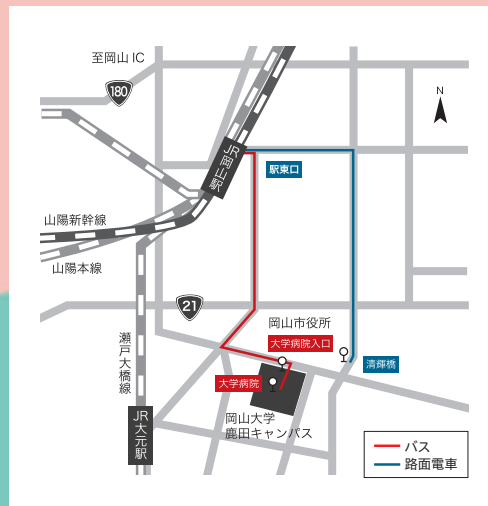 至岡山 IC
180
N
JR岡山駅
駅東口
山陽新幹線
山陽本線
21
岡山市役所
大学病院入口
清輝橋
瀬戸大橋線
大学病院
JR大元駅
岡山大学
鹿田キャンパス
バス
路面電車